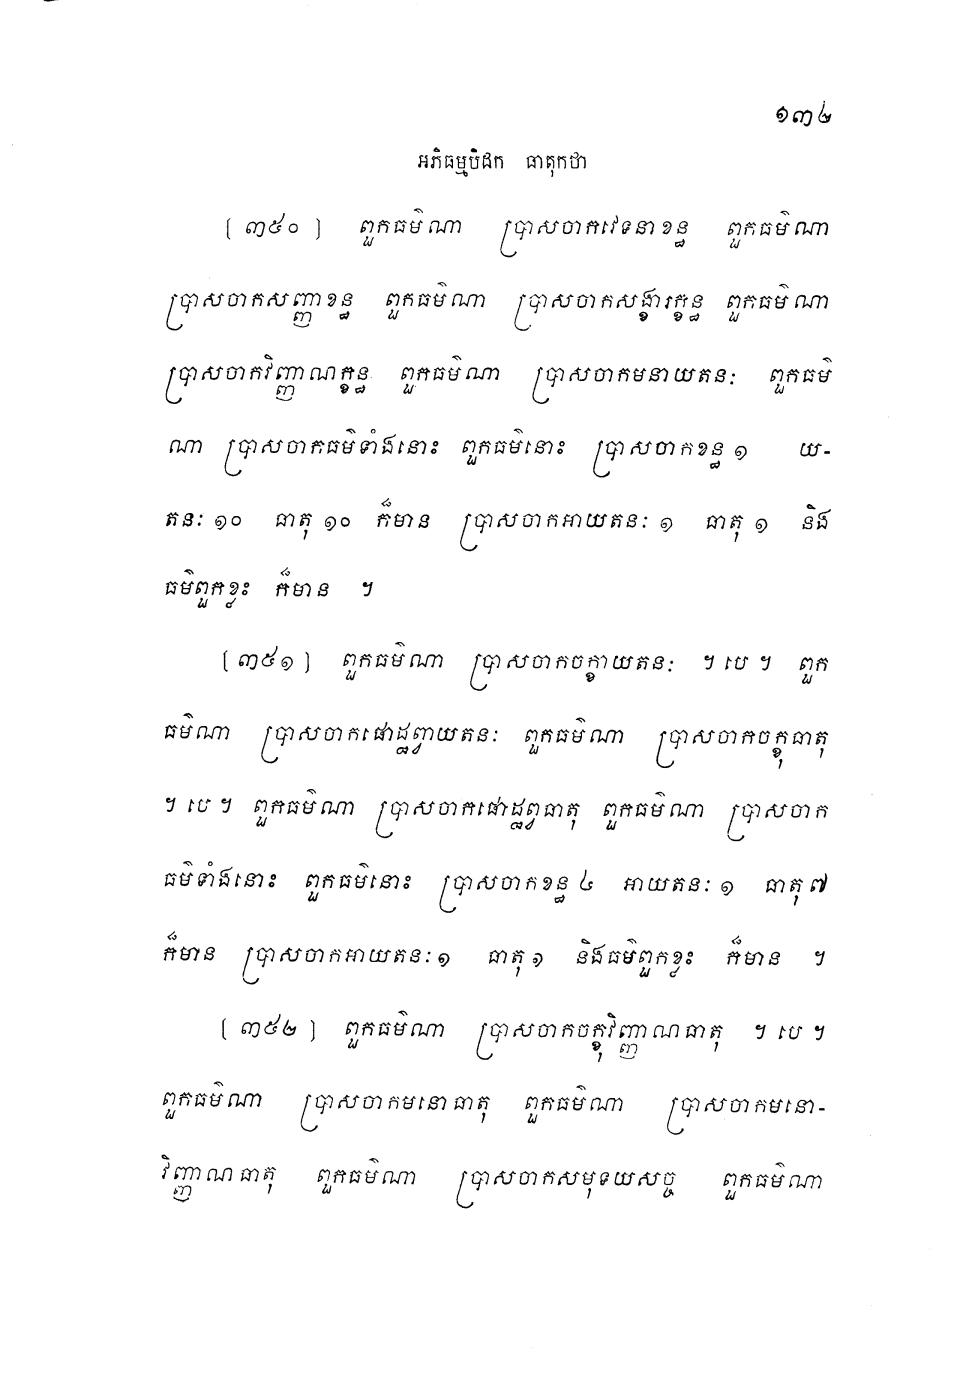 ១៣៤
អភិធម្មបិដក ធាតុកថា
[ ៣៥០ ] ពួកធម៌ណា ប្រាសចាកវេទនាខន្ធ ពួកធម៌ណា
ប្រាសចាកសញ្ញាខន្ធ ពួកធម៌ណា ប្រាសចាកសង្ខារក្ខន្ធ ពួកធម៌ណា
ប្រាសចាកវិញ្ញាណក្ខន្ធ ពួកធម៌ណា ប្រាសចាកមនាយតនៈ ពួកធម៌
ណា ប្រាសចាកធម៌ទាំងនោះ ពួកធម៌នោះ ប្រាសចាកខន្ធ ១ យ-
តនៈ ១០ ធាតុ ១០ ក៏មាន ប្រាសចាកអាយតនៈ ១ ធាតុ ១ និង
ធម៌ពួកខ្លះ ក៏មាន ។
[ ៣៥១ ] ពួកធម៌ណា ប្រាសចាកចក្ខាយតនៈ ។ បេ ។ ពួក
ធម៌ណា ប្រាសចាកផោដ្ឋព្វាយតនៈ ពួកធម៌ណា ប្រាសចាកចក្ខុធាតុ
។ បេ ។ ពួកធម៌ណា ប្រាសចាកផោដ្ឋព្វធាតុ ពួកធម៌ណា ប្រាសចាក
ធម៌ទាំងនោះ ពួកធម៌នោះ ប្រាសចាកខន្ធ ៤ អាយតនៈ ១ ធាតុ ៧
ក៏មាន ប្រាសចាកអាយតនៈ ១ ធាតុ ១ និងធម៌ពួកខ្លះ ក៏មាន ។
[ ៣៥២ ] ពួកធម៌ណា ប្រាសចាកចក្ខុវិញ្ញាណធាតុ ។ បេ ។
ពួកធម៌ណា ប្រាសចាកមនោធាតុ ពួកធម៌ណា ប្រាសចាកមនោ-
វិញ្ញាណធាតុ ពួកធម៌ណា ប្រាសចាកសមុទយសច្ច ពួកធម៌ណា